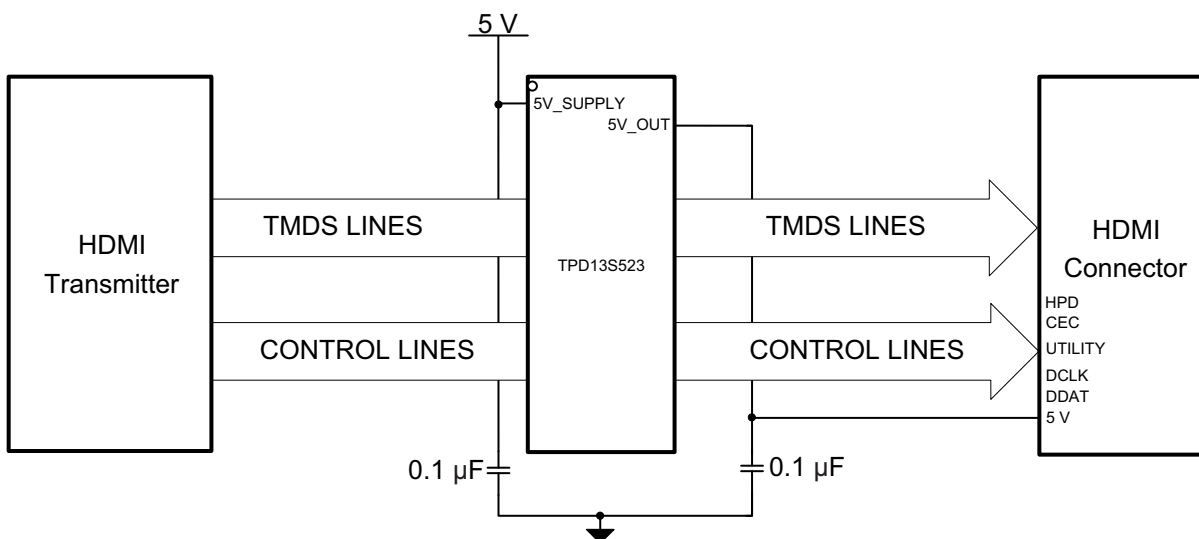 5 V
5V_SUPPLY
5V_OUT
HDMI
Transmitter
TMDS LINES
TPD13S523
TMDS LINES
HDMI
Connector
CONTROL LINES
CONTROL LINES
HPD
CEC
UTILITY
DCLK
DDAT
5 V
0.1 µF
0.1 µF